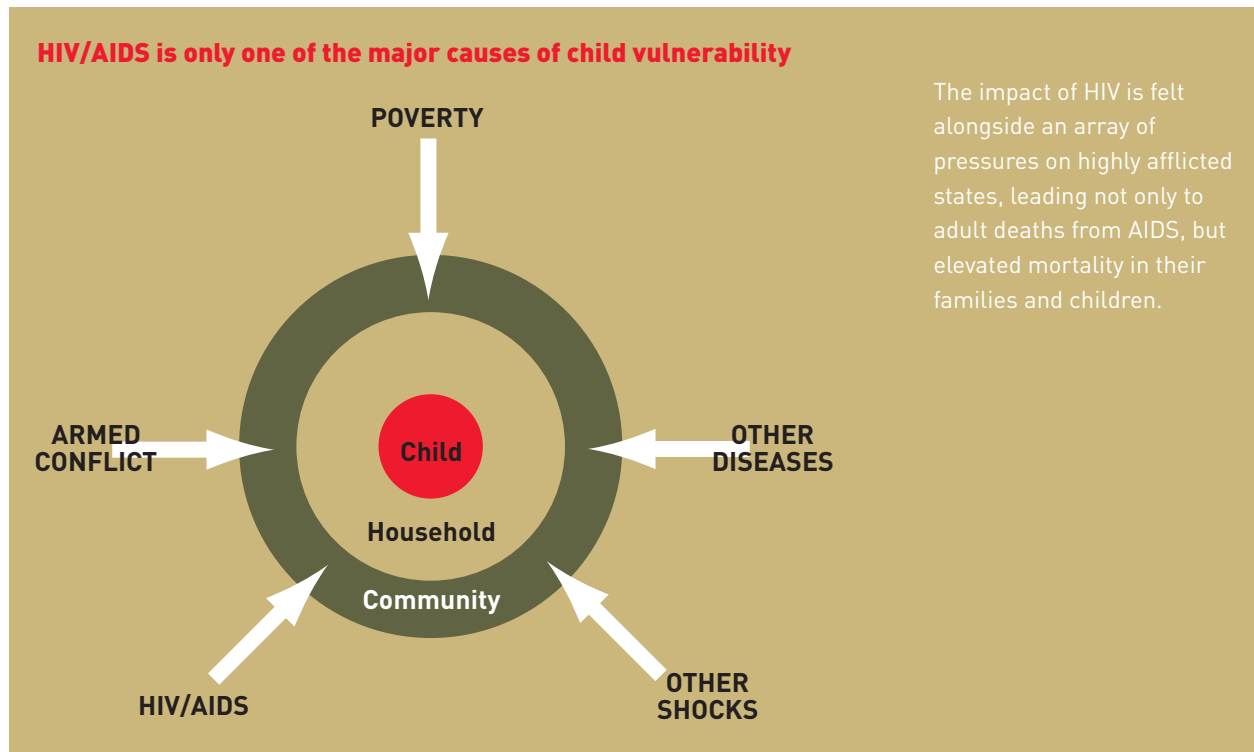 HIV/AIDS is only one of the major causes of child vulnerability
The impact of HIV is felt
alongside an array of
pressures on highly afflicted
states, leading not only to
adult deaths from AIDS, but
elevated mortality in their
families and children.
POVERTY
ARMED
CONFLICT
Child
OTHER
DISEASES
Household
Community
HIV/AIDS
OTHER
SHOCKS